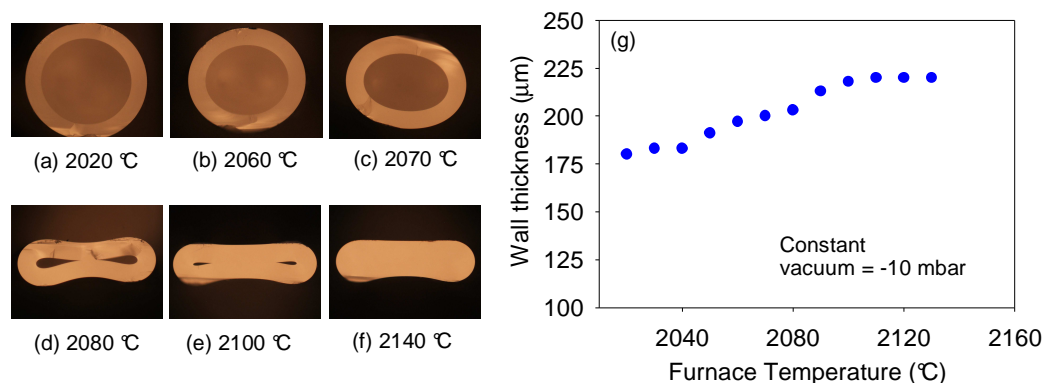 (a) 2020 °C
(b) 2060 °C
(c) 2070 °C
(d) 2080 °C
(e) 2100 °C
(f) 2140 °C
(g)
Wall thickness (μm)
250
225
200
175
150
125
100
Constant
vacuum = -10 mbar
2040 2080 2120 2160
Furnace Temperature (°C)